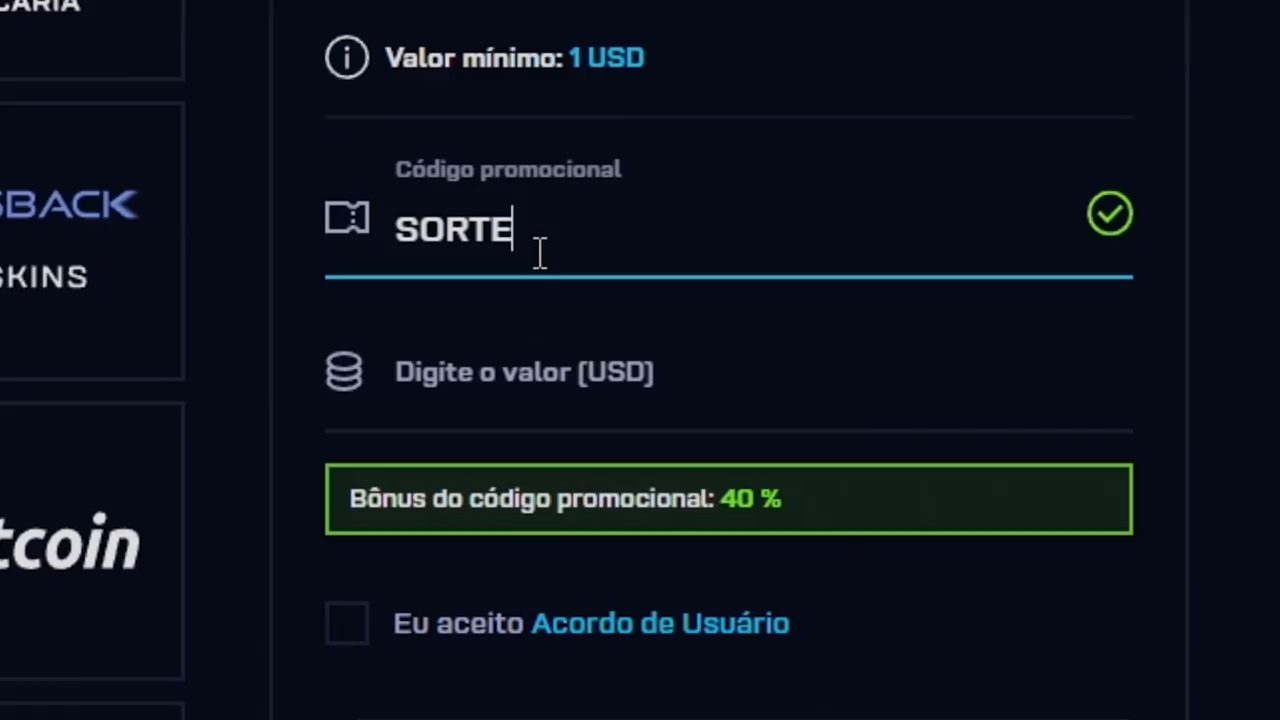 CARIA
Valor mínimo: 1 USD
Código promocional
SORTE
SBACK
SKINS
Digite o valor (USD)
Bônus do código promocional: 40 %
tcoin
Eu aceito Acordo de Usuário